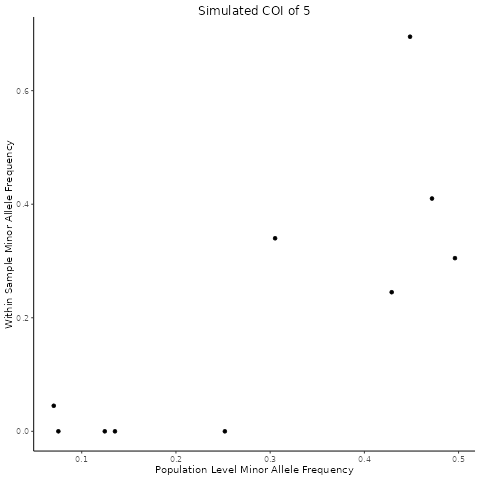 Simulated COI of 5
Within Sample Minor Allele Frequency
0.6
0.4
0.2
0.0
0.1 0.2 0.3 0.4 0.5
Population Level Minor Allele Frequency